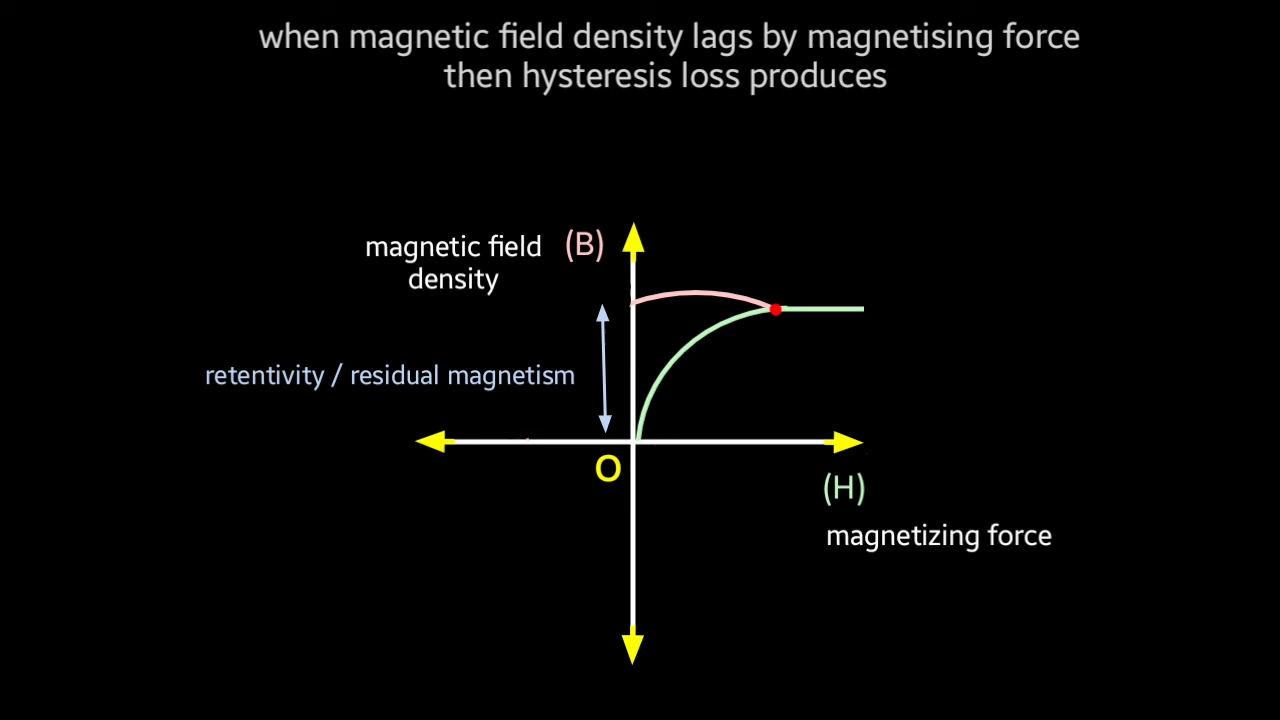 when magnetic field density lags by magnetising force
then hysteresis loss produces
magnetic field (B)
density
retentivity / residual magnetism
O
(H)
magnetizing force